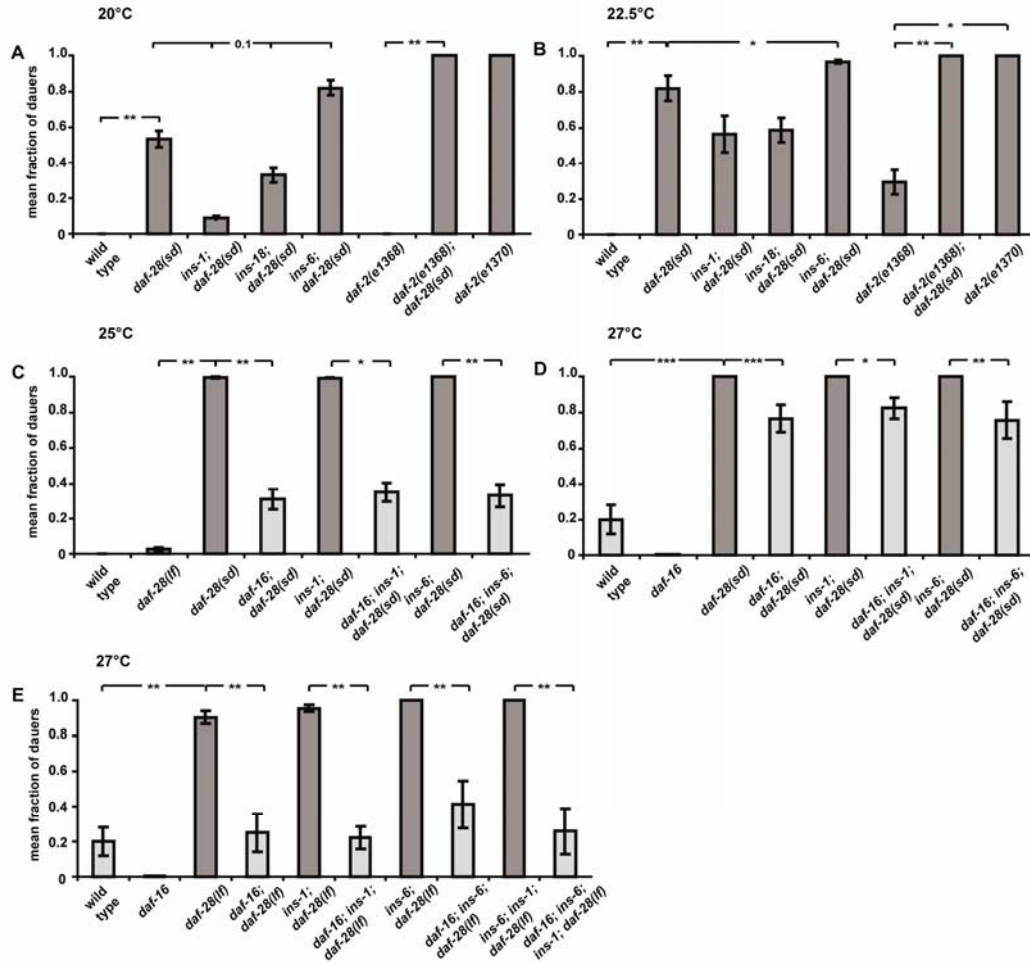 20°C
A
mean fraction of dauers
1.0
0.8
0.6
0.4
0.2
0
**
0.1
**
wild type
daf-28(sd)
ins-1; daf-28(sd)
ins-18; daf-28(sd)
ins-6; daf-28(sd)
daf-2(e1368)
daf-2(e1368); daf-28(sd)
daf-2(e1370)
22.5°C
B
1.0
0.8
0.6
0.4
0.2
0
**
*
**
*
wild type
daf-28(sd)
ins-1; daf-28(sd)
ins-18; daf-28(sd)
ins-6; daf-28(sd)
daf-2(e1368)
daf-2(e1368); daf-28(sd)
daf-2(e1370)
25°C
C
mean fraction of dauers
1.0
0.8
0.6
0.4
0.2
0
**
**
*
**
wild type
daf-28(lf)
daf-28(sd)
daf-16; daf-28(sd)
ins-1; daf-28(sd)
daf-16; ins-1; daf-28(sd)
ins-6; daf-28(sd)
daf-16; ins-6; daf-28(sd)
27°C
D
1.0
0.8
0.6
0.4
0.2
0
***
***
*
**
wild type
daf-16
daf-28(sd)
daf-16; daf-28(sd)
ins-1; daf-28(sd)
daf-16; ins-1; daf-28(sd)
ins-6; daf-28(sd)
daf-16; ins-6; daf-28(sd)
27°C
E
mean fraction of dauers
1.0
0.8
0.6
0.4
0.2
0
**
**
**
**
**
wild type
daf-16
daf-28(lf)
daf-16; daf-28(lf)
ins-1; daf-28(lf)
daf-16; ins-1; daf-28(lf)
ins-6; daf-28(lf)
daf-16; ins-6; daf-28(lf)
ins-6; ins-1; daf-28(lf)
daf-16; ins-6; ins-1; daf-28(lf)